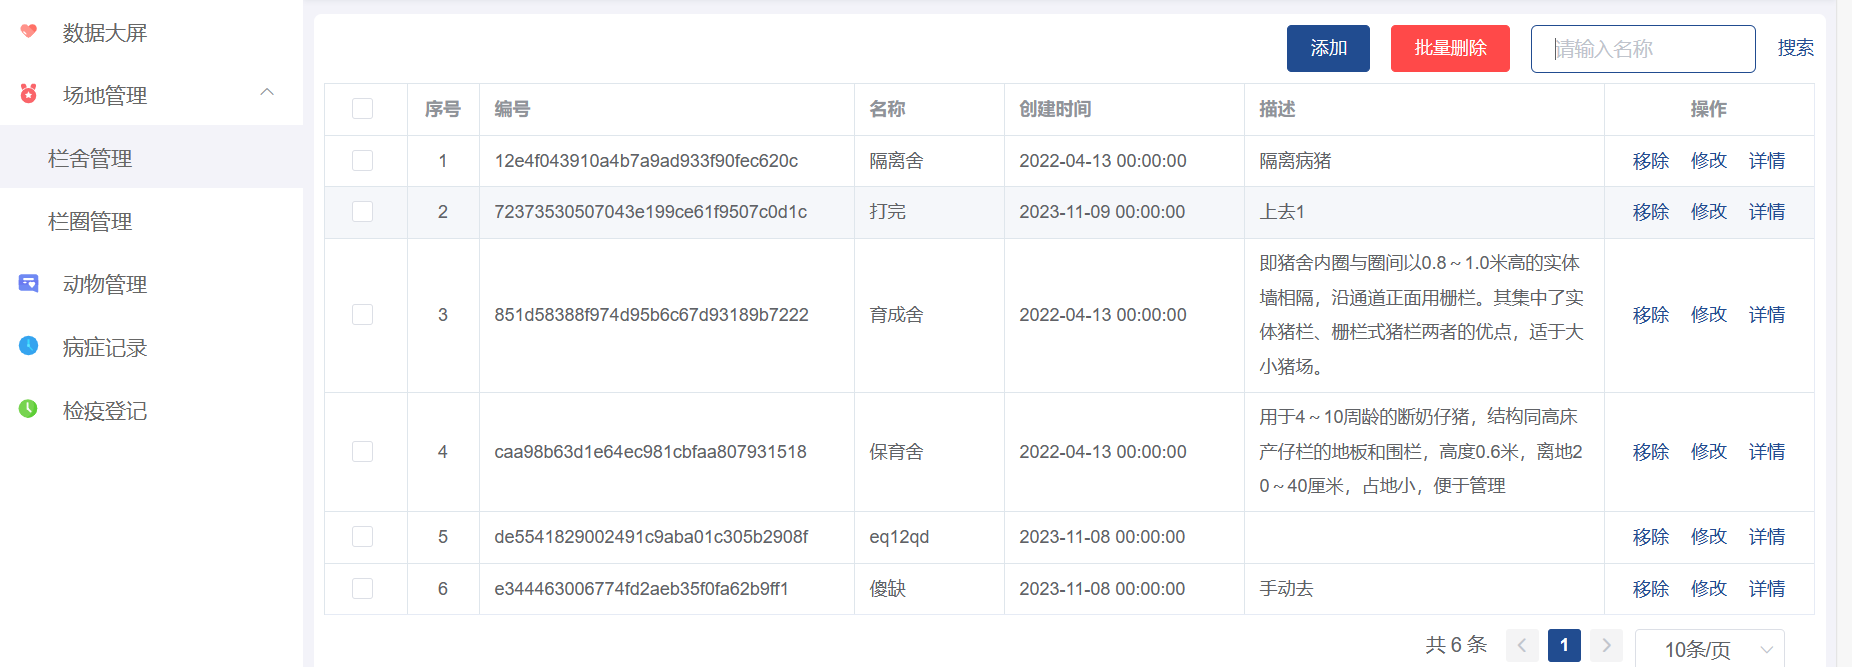 数据大屏
场地管理
栏舍管理
栏圈管理
动物管理
病症记录
检疫登记
添加 批量删除 请输入名称 搜索
序号 编号 名称 创建时间 描述 操作
1 12e4f043910a4b7a9ad933f90fec620c 隔离舍 2022-04-13 00:00:00 隔离病猪 移除 修改 详情
2 72373530507043e199ce61f9507c0d1c 打完 2023-11-09 00:00:00 上去1 移除 修改 详情
3 851d58388f974d95b6c67d93189b7222 育成舍 2022-04-13 00:00:00
即猪舍内圈与圈间以0.8～1.0米高的实体
墙相隔，沿通道正面用栅栏。其集中了实
体猪栏、栅栏式猪栏两者的优点，适于大
小猪场。
移除 修改 详情
4 caa98b63d1e64ec981cbfaa807931518 保育舍 2022-04-13 00:00:00
用于4～10周龄的断奶仔猪，结构同高床
产仔栏的地板和围栏，高度0.6米，离地2
0～40厘米，占地小，便于管理
移除 修改 详情
5 de5541829002491c9aba01c305b2908f eq12qd 2023-11-08 00:00:00 移除 修改 详情
6 e344463006774fd2aeb35f0fa62b9ff1 傻缺 2023-11-08 00:00:00 手动去 移除 修改 详情
共 6 条 1 10条/页